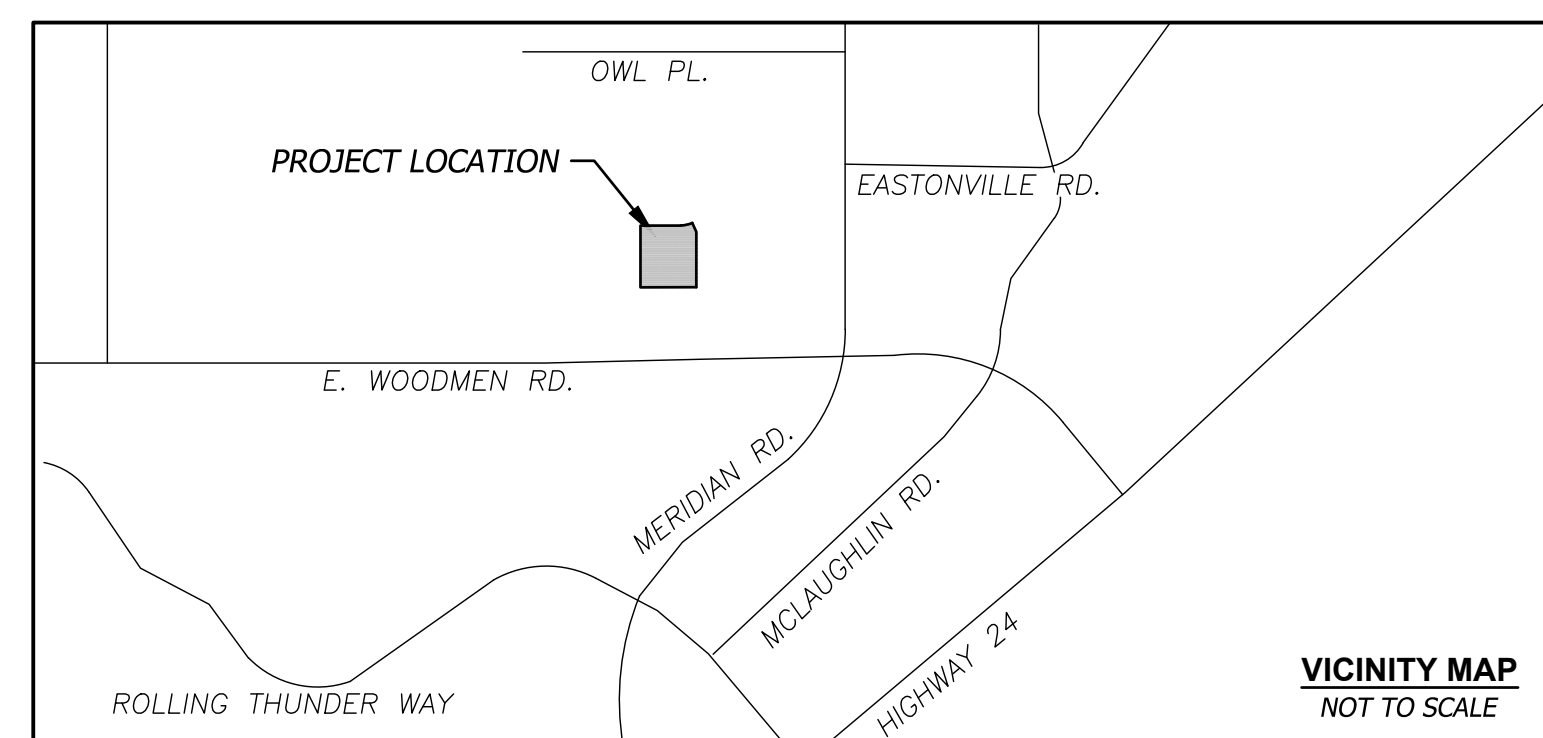 OWL PL.
PROJECT LOCATION
EASTONVILLE RD.
E. WOODMEN RD.
MERIDIAN RD.
MCLAUGHLIN RD.
HIGHWAY 24
ROLLING THUNDER WAY
VICINITY MAP
NOT TO SCALE